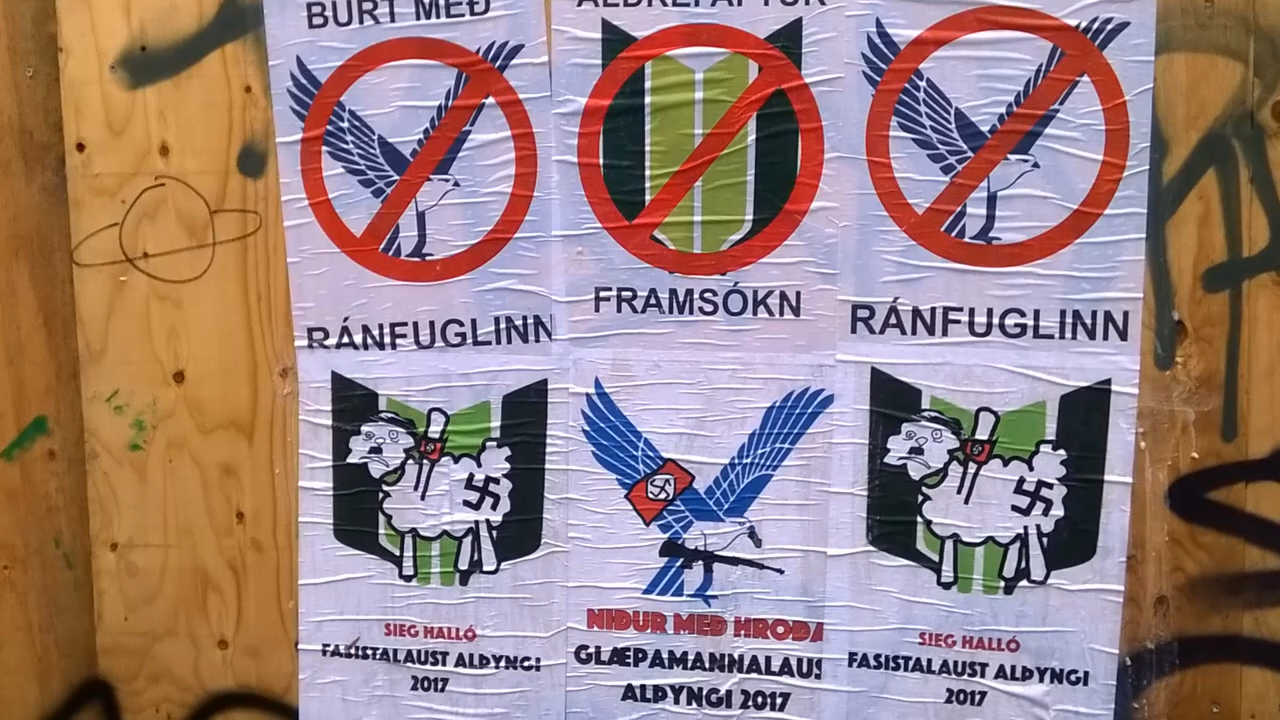 BURT MEÐ
ALDREI AFTUR
RÁNFUGLINN
FRAMSÓKN
RÁNFUGLINN
SIEG HALLÓ
FASISTALAUST ALÞYNGI
2017
NIÐUR MEÐ HROÐA
GLÆPAMANNALAUS
ALÞYNGI 2017
SIEG HALLÓ
FASISTALAUST ALÞYNGI
2017